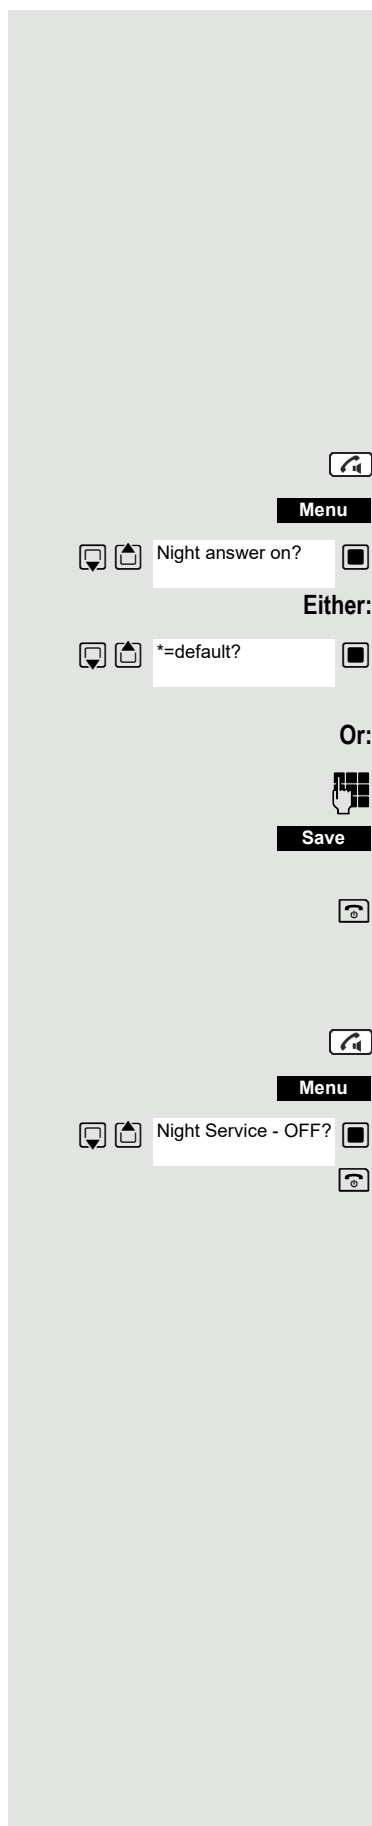 Menu
Night answer on?
Either:
*=default?
Or:
Save
Menu
Night Service - OFF?